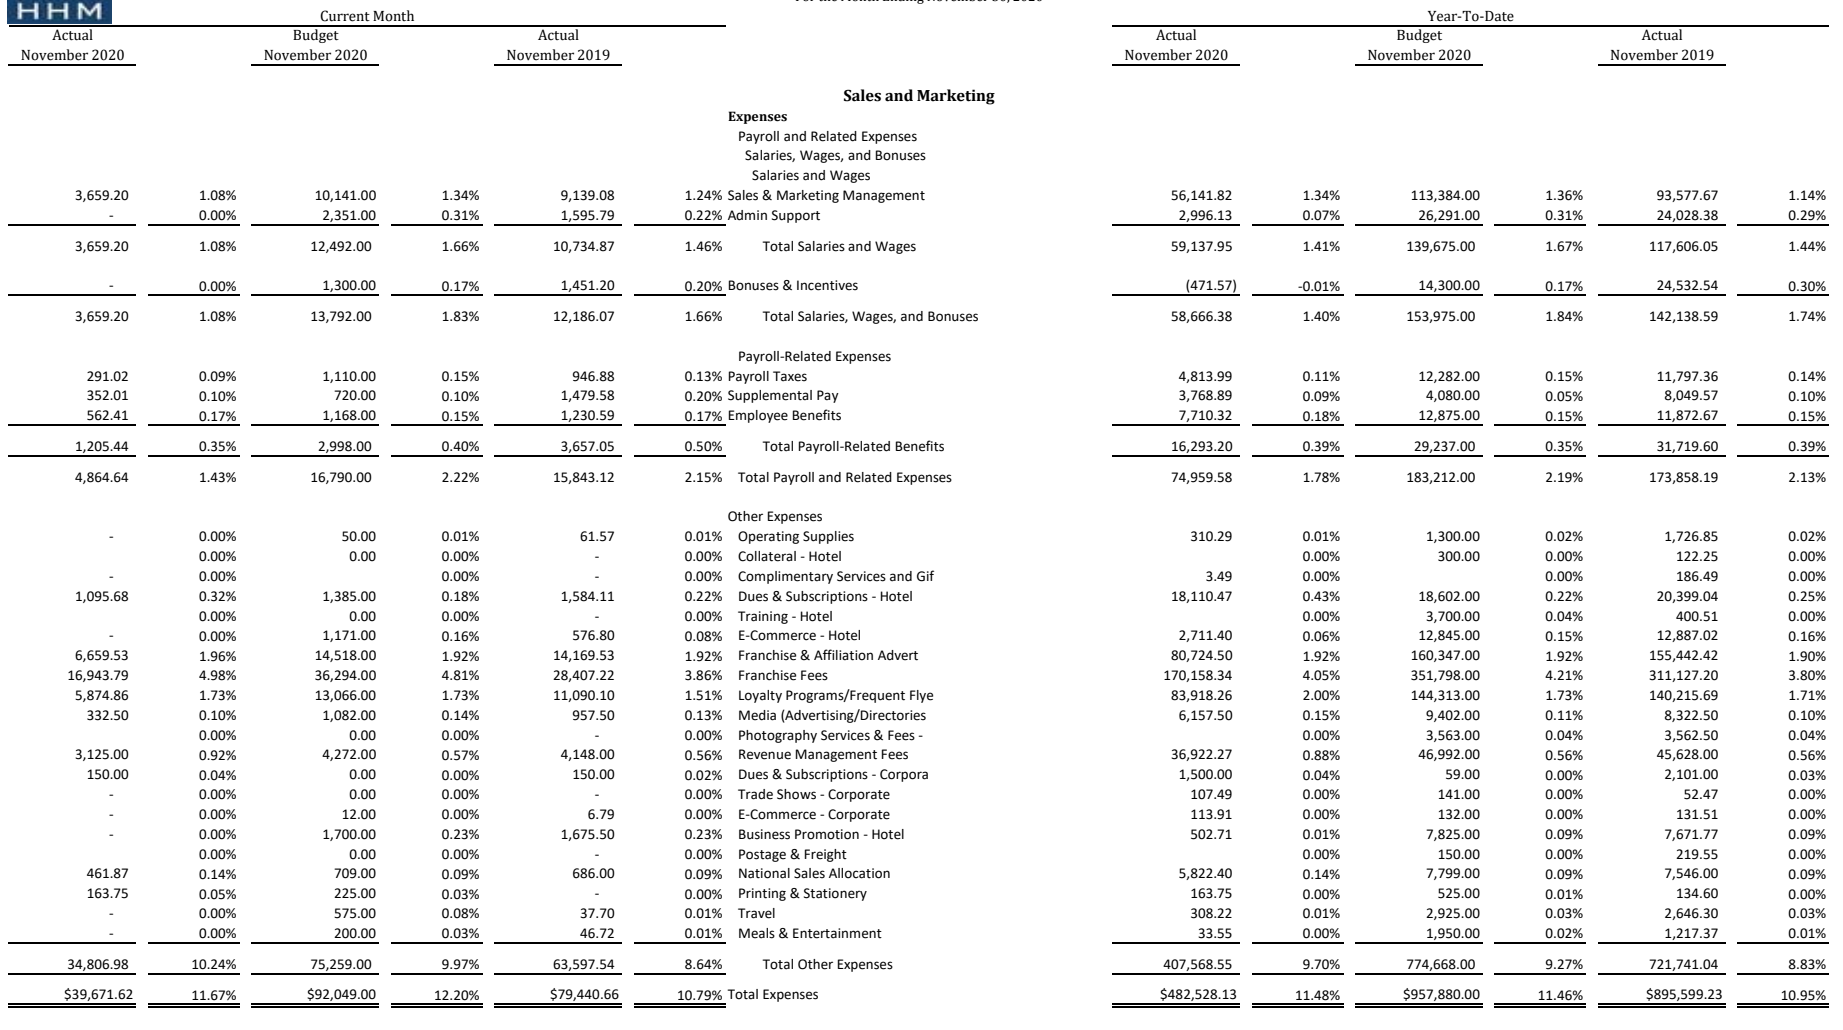 HHM
Current Month Year-To-Date
Actual Budget Actual Actual Budget Actual
November 2020 November 2020 November 2019 November 2020 November 2020 November 2019
Sales and Marketing
Expenses
Payroll and Related Expenses
Salaries, Wages, and Bonuses
Salaries and Wages
3,659.20 1.08% 10,141.00 1.34% 9,139.08 1.24% Sales & Marketing Management 56,141.82 1.34% 113,384.00 1.36% 93,577.67 1.14%
- 0.00% 2,351.00 0.31% 1,595.79 0.22% Admin Support 2,996.13 0.07% 26,291.00 0.31% 24,028.38 0.29%
3,659.20 1.08% 12,492.00 1.66% 10,734.87 1.46% Total Salaries and Wages 59,137.95 1.41% 139,675.00 1.67% 117,606.05 1.44%
- 0.00% 1,300.00 0.17% 1,451.20 0.20% Bonuses & Incentives (471.57) -0.01% 14,300.00 0.17% 24,532.54 0.30%
3,659.20 1.08% 13,792.00 1.83% 12,186.07 1.66% Total Salaries, Wages, and Bonuses 58,666.38 1.40% 153,975.00 1.84% 142,138.59 1.74%
Payroll-Related Expenses
291.02 0.09% 1,110.00 0.15% 946.88 0.13% Payroll Taxes 4,813.99 0.11% 12,282.00 0.15% 11,797.36 0.14%
352.01 0.10% 720.00 0.10% 1,479.58 0.20% Supplemental Pay 3,768.89 0.09% 4,080.00 0.05% 8,049.57 0.10%
562.41 0.17% 1,168.00 0.15% 1,230.59 0.17% Employee Benefits 7,710.32 0.18% 12,875.00 0.15% 11,872.67 0.15%
1,205.44 0.35% 2,998.00 0.40% 3,657.05 0.50% Total Payroll-Related Benefits 16,293.20 0.39% 29,237.00 0.35% 31,719.60 0.39%
4,864.64 1.43% 16,790.00 2.22% 15,843.12 2.15% Total Payroll and Related Expenses 74,959.58 1.78% 183,212.00 2.19% 173,858.19 2.13%
Other Expenses
- 0.00% 50.00 0.01% 61.57 0.01% Operating Supplies 310.29 0.01% 1,300.00 0.02% 1,726.85 0.02%
0.00% 0.00 0.00% - 0.00% Collateral - Hotel 0.00% 300.00 0.00% 122.25 0.00%
- 0.00% 0.00% - 0.00% Complimentary Services and Gif 3.49 0.00% 0.00% 186.49 0.00%
1,095.68 0.32% 1,385.00 0.18% 1,584.11 0.22% Dues & Subscriptions - Hotel 18,110.47 0.43% 18,602.00 0.22% 20,399.04 0.25%
0.00% 0.00 0.00% - 0.00% Training - Hotel 0.00% 3,700.00 0.04% 400.51 0.00%
- 0.00% 1,171.00 0.16% 576.80 0.08% E-Commerce - Hotel 2,711.40 0.06% 12,845.00 0.15% 12,887.02 0.16%
6,659.53 1.96% 14,518.00 1.92% 14,169.53 1.92% Franchise & Affiliation Advert 80,724.50 1.92% 160,347.00 1.92% 155,442.42 1.90%
16,943.79 4.98% 36,294.00 4.81% 28,407.22 3.86% Franchise Fees 170,158.34 4.05% 351,798.00 4.21% 311,127.20 3.80%
5,874.86 1.73% 13,066.00 1.73% 11,090.10 1.51% Loyalty Programs/Frequent Flye 83,918.26 2.00% 144,313.00 1.73% 140,215.69 1.71%
332.50 0.10% 1,082.00 0.14% 957.50 0.13% Media (Advertising/Directories 6,157.50 0.15% 9,402.00 0.11% 8,322.50 0.10%
0.00% 0.00 0.00% - 0.00% Photography Services & Fees - 0.00% 3,563.00 0.04% 3,562.50 0.04%
3,125.00 0.92% 4,272.00 0.57% 4,148.00 0.56% Revenue Management Fees 36,922.27 0.88% 46,992.00 0.56% 45,628.00 0.56%
150.00 0.04% 0.00 0.00% 150.00 0.02% Dues & Subscriptions - Corpora 1,500.00 0.04% 59.00 0.00% 2,101.00 0.03%
- 0.00% 0.00 0.00% - 0.00% Trade Shows - Corporate 107.49 0.00% 141.00 0.00% 52.47 0.00%
- 0.00% 12.00 0.00% 6.79 0.00% E-Commerce - Corporate 113.91 0.00% 132.00 0.00% 131.51 0.00%
- 0.00% 1,700.00 0.23% 1,675.50 0.23% Business Promotion - Hotel 502.71 0.01% 7,825.00 0.09% 7,671.77 0.09%
0.00% 0.00 0.00% - 0.00% Postage & Freight 0.00% 150.00 0.00% 219.55 0.00%
461.87 0.14% 709.00 0.09% 686.00 0.09% National Sales Allocation 5,822.40 0.14% 7,799.00 0.09% 7,546.00 0.09%
163.75 0.05% 225.00 0.03% - 0.00% Printing & Stationery 163.75 0.00% 525.00 0.01% 134.60 0.00%
- 0.00% 575.00 0.08% 37.70 0.01% Travel 308.22 0.01% 2,925.00 0.03% 2,646.30 0.03%
- 0.00% 200.00 0.03% 46.72 0.01% Meals & Entertainment 33.55 0.00% 1,950.00 0.02% 1,217.37 0.01%
34,806.98 10.24% 75,259.00 9.97% 63,597.54 8.64% Total Other Expenses 407,568.55 9.70% 774,668.00 9.27% 721,741.04 8.83%
$39,671.62 11.67% $92,049.00 12.20% $79,440.66 10.79% Total Expenses $482,528.13 11.48% $957,880.00 11.46% $895,599.23 10.95%